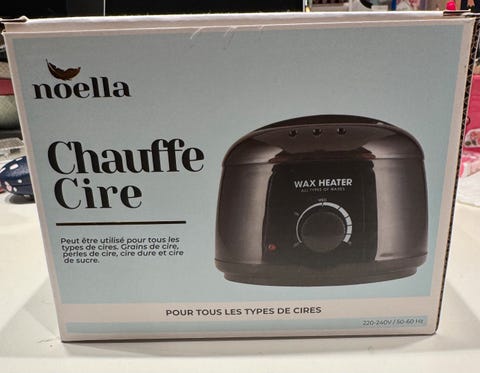 noella
Chauffe
Cire
Peut être utilisé pour tous les
types de cires. Grains de cire,
perles de cire, cire dure et cire
de sucre.
WAX HEATER
ALL TYPES OF WAXES
POUR TOUS LES TYPES DE CIRES
220-240V / 50-60 Hz